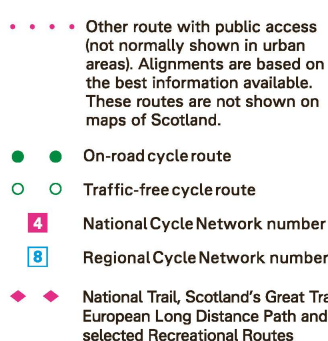 Other route with public access
(not normally shown in urban
areas). Alignments are based on
the best information available.
These routes are not shown on
maps of Scotland.
On-road cycle route
Traffic-free cycle route
4 National Cycle Network number
8 Regional Cycle Network number
National Trail, Scotland's Great
European Long Distance Path and
selected Recreational Routes